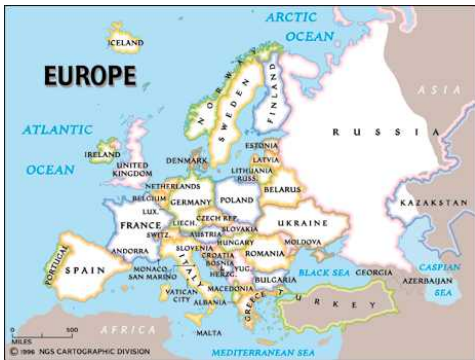 ARCTIC
OCEAN
ICELAND
EUROPE
NORWAY
SWEDEN
FINLAND
ASIA
RUSSIA
ATLANTIC
OCEAN
IRELAND
UNITED
KINGDOM
DENMARK
ESTONIA
LATVIA
LITHUANIA
RUSS.
BELARUS
NETHERLANDS
BELGIUM
GERMANY
POLAND
KAZAKSTAN
LUX.
CZECH REP.
UKRAINE
FRANCE
LIECH.
SLOVAKIA
SWITZ.
AUSTRIA
HUNGARY
MOLDOVA
SLOVENIA
CROATIA
ROMANIA
ANDORRA
BOSNIA
HERZG.
YUG.
PORTUGAL
SPAIN
MONACO
SAN MARINO
ITALY
BULGARIA
BLACK SEA
GEORGIA
CASPIAN
SEA
AZERBAIJAN
VATICAN
CITY
MACEDONIA
ALBANIA
GREECE
TURKEY
AFRICA
MALTA
MEDITERRANEAN SEA
0 500
MILES
© 1996 NGS CARTOGRAPHIC DIVISION